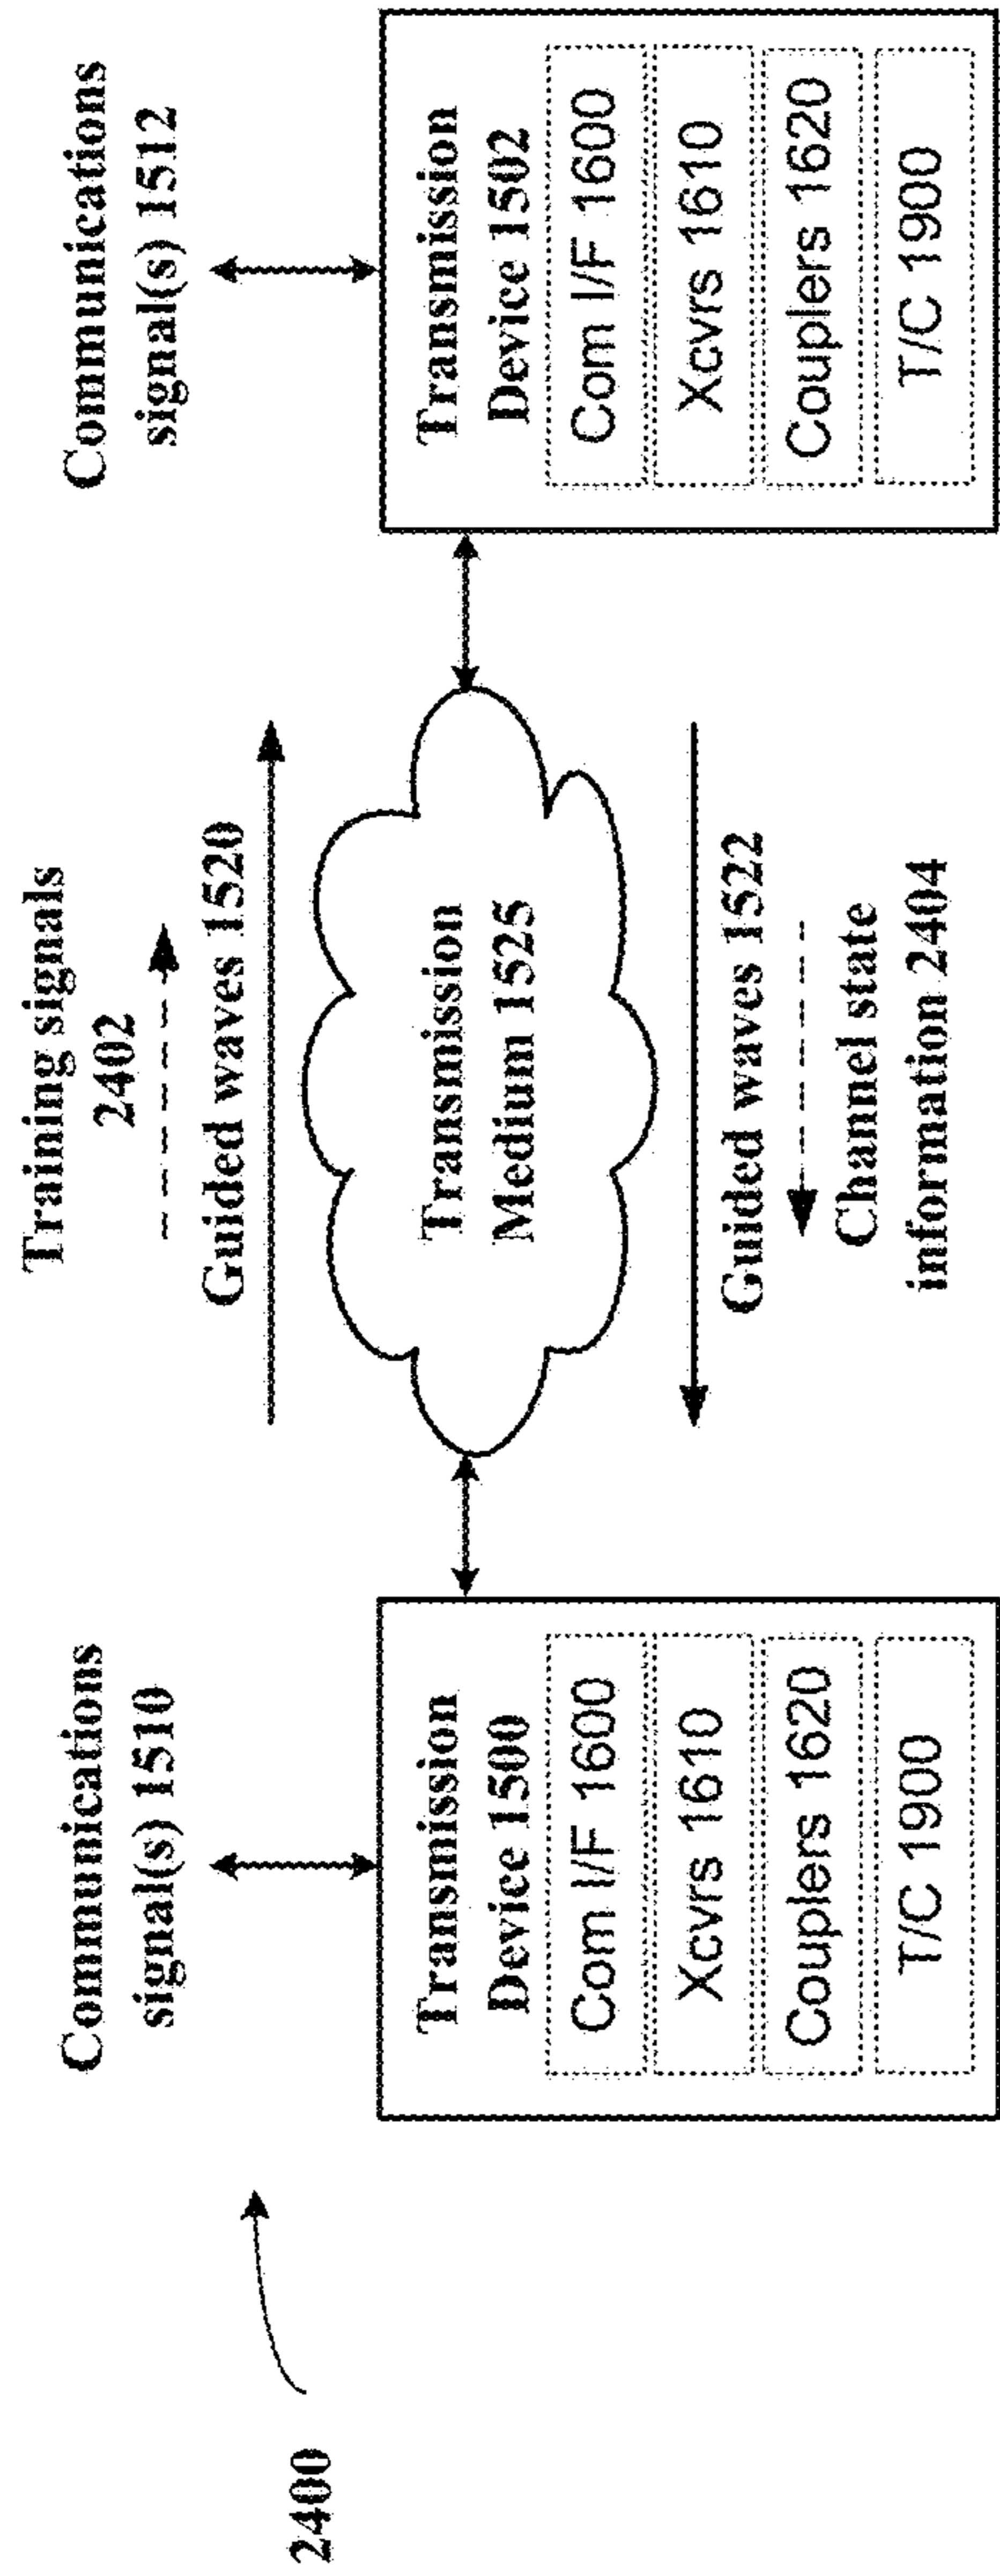 2400
Communications
signal(s) 1510
Transmission
Device 1500
Com I/F 1600
Xcvrs 1610
Couplers 1620
T/C 1900
Training signals
2402
Guided waves 1520
Transmission
Medium 1525
Guided waves 1522
Channel state
information 2404
Communications
signal(s) 1512
Transmission
Device 1502
Com I/F 1600
Xcvrs 1610
Couplers 1620
T/C 1900